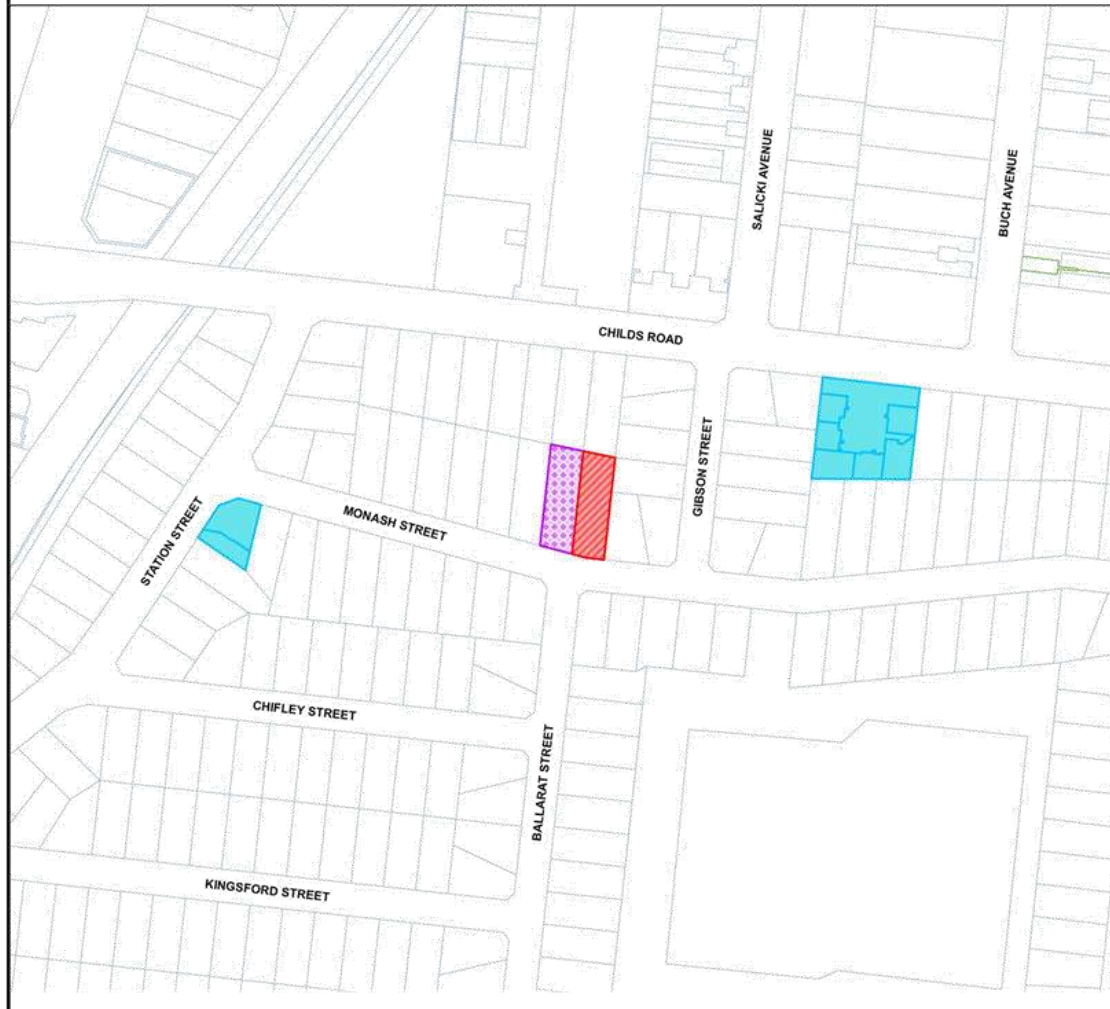 SALICKI AVENUE
BUCH AVENUE
CHILDS ROAD
GIBSON STREET
MONASH STREET
STATION STREET
CHIFLEY STREET
BALLARAT STREET
KINGSFORD STREET